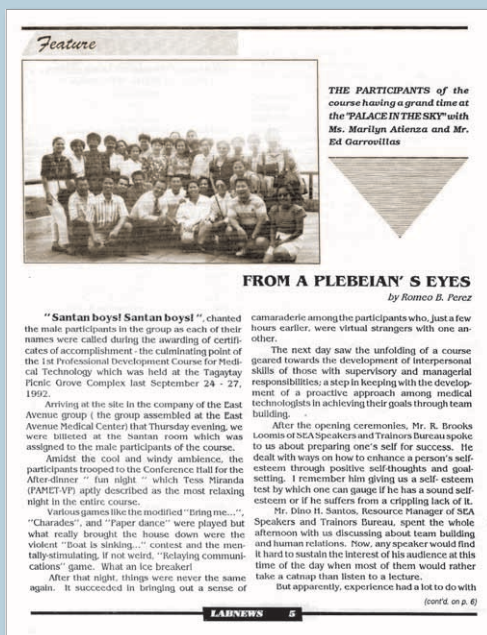 Feature
THE PARTICIPANTS of the
course having a grand time at
the "PALACE IN THE SKY" with
Ms. Marilyn Atienza and Mr.
Ed Garrovillas
FROM A PLEBEIAN' S EYES
by Romeo B. Perez
"Santan boys! Santan boys! ", chanted
the male participants in the group as each of their
names were called during the awarding of certifi-
cates of accomplishment - the culminating point of
the 1st Professional Development Course for Medi-
cal Technology which was held at the Tagaytay
Picnic Grove Complex last September 24 - 27,
1992.
Arriving at the site in the company of the East
Avenue group ( the group assembled at the East
Avenue Medical Center) that Thursday evening, we
were billeted at the Santan room which was
assigned to the male participants of the course.
Amidst the cool and windy ambience, the
participants trooped to the Conference Hall for the
After-dinner " fun night " which Tess Miranda
(PAMET-VP) aptly described as the most relaxing
night in the entire course.
Various games like the modified "Bring me...",
"Charades", and "Paper dance" were played but
what really brought the house down were the
violent "Boat is sinking..." contest and the men-
tally-stimulating, if not weird, "Relaying communi-
cations" game. What an ice breaker!
After that night, things were never the same
again. It succeeded in bringing out a sense of
camaraderie among the participants who, just a few
hours earlier, were virtual strangers with one an-
other.
The next day saw the unfolding of a course
geared towards the development of interpersonal
skills of those with supervisory and managerial
responsibilities; a step in keeping with the develop-
ment of a proactive approach among medical
technologists in achieving their goals through team
building.
After the opening ceremonies, Mr. R. Brooks
Loomis of SEA Speakers and Trainors Bureau spoke
to us about preparing one's self for success. He
dealt with ways on how to enhance a person's self-
esteem through positive self-thoughts and goal-
setting. I remember him giving us a self- esteem
test by which one can gauge if he has a sound self-
esteem or if he suffers from a crippling lack of it.
Mr. Dino H. Santos, Resource Manager of SEA
Speakers and Trainors Bureau, spent the whole
afternoon with us discussing about team building
and human relations. Now, any speaker would find
it hard to sustain the interest of his audience at this
time of the day when most of them would rather
take a catnap than listen to a lecture.
But apparently, experience had a lot to do with
(cont'd. on p. 6)
LABNEWS 5